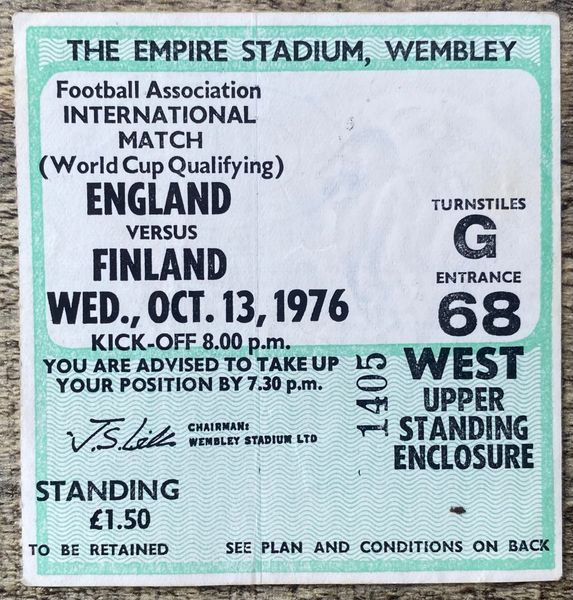 THE EMPIRE STADIUM, WEMBLEY
Football Association
INTERNATIONAL
MATCH
(World Cup Qualifying)
ENGLAND
VERSUS
FINLAND
WED., OCT. 13, 1976
KICK-OFF 8.00 p.m.
YOU ARE ADVISED TO TAKE UP
YOUR POSITION BY 7.30 p.m.
TURNSTILES
G
ENTRANCE
68
WEST
UPPER
STANDING
ENCLOSURE
1405
CHAIRMAN:
WEMBLEY STADIUM LTD
STANDING
£1.50
TO BE RETAINED
SEE PLAN AND CONDITIONS ON BACK